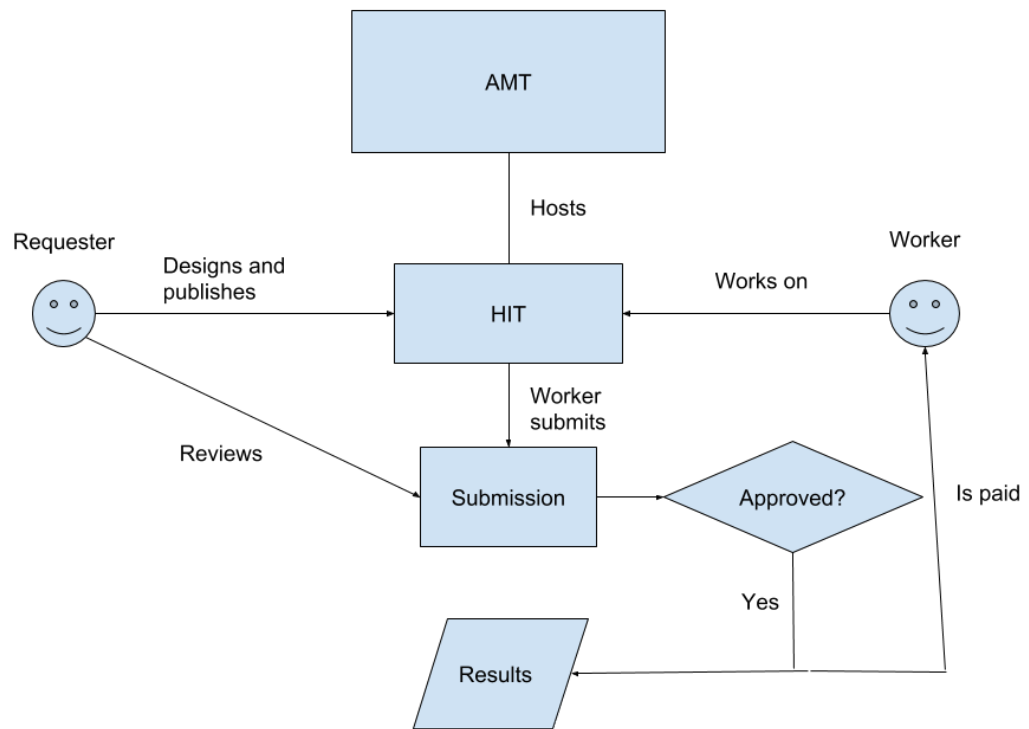 AMT
Hosts
Requester
Worker
Designs and
publishes
Works on
HIT
Worker
submits
Reviews
Submission
Approved?
Is paid
Yes
Results